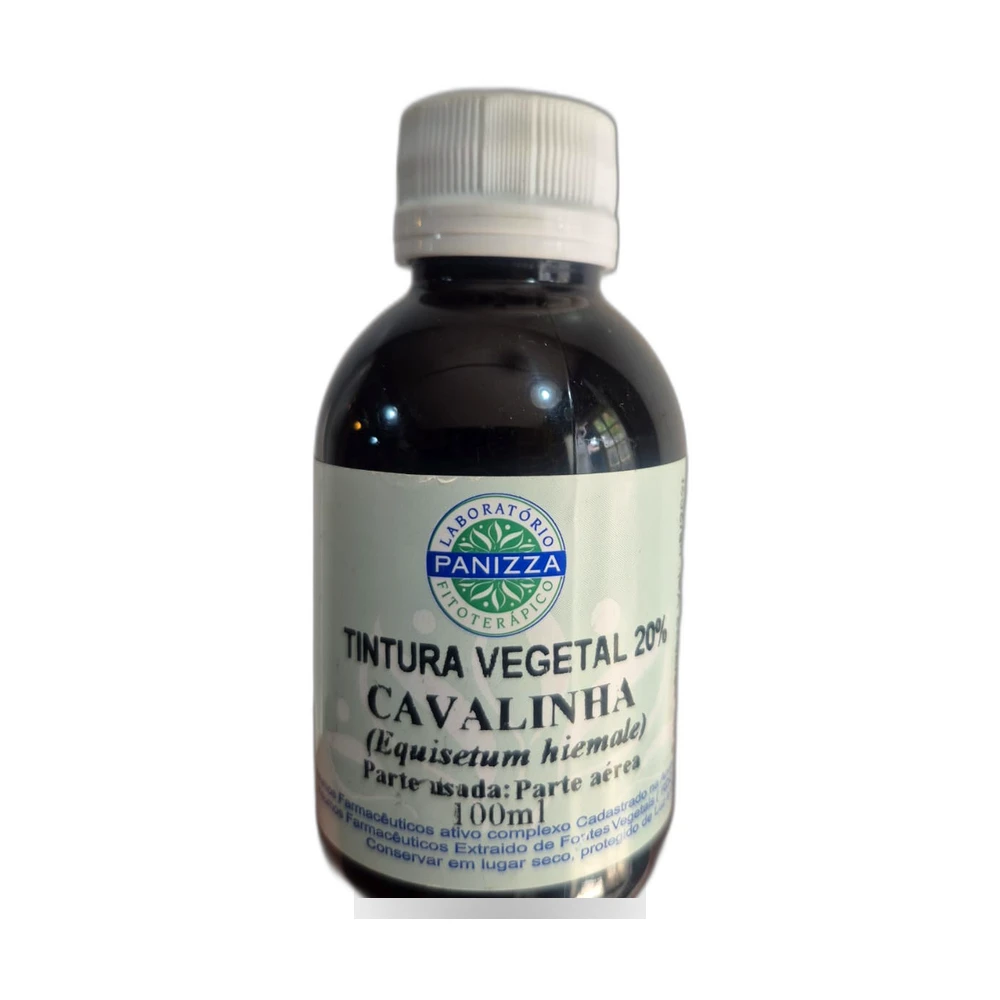 LABORATÓRIO
PANIZZA
FITOTERÁPICO
TINTURA VEGETAL 20%
CAVALINHA
(Equisetum hiemale)
Parte usada: Parte aérea
100ml
Farmacêuticos ativo complexo Cadastrado na
Farmacêuticos Extraido de Fontes Vegetais
Conservar em lugar seco, protegido de